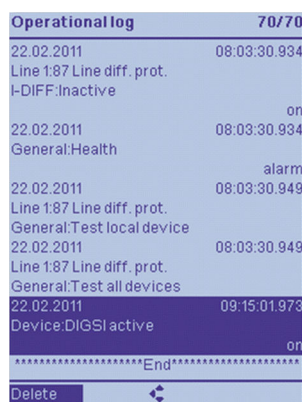 Operational log 70/70
22.02.2011 08:03:30.934
Line 1:87 Line diff. prot.
I-DIFF:Inactive
on
22.02.2011 08:03:30.934
General:Health
alarm
22.02.2011 08:03:30.949
Line 1:87 Line diff. prot.
General:Test local device
22.02.2011 08:03:30.949
Line 1:87 Line diff. prot.
General:Test all devices
22.02.2011 09:15:01.973
Device:DIGSI active
on
*********************End*********************
Delete